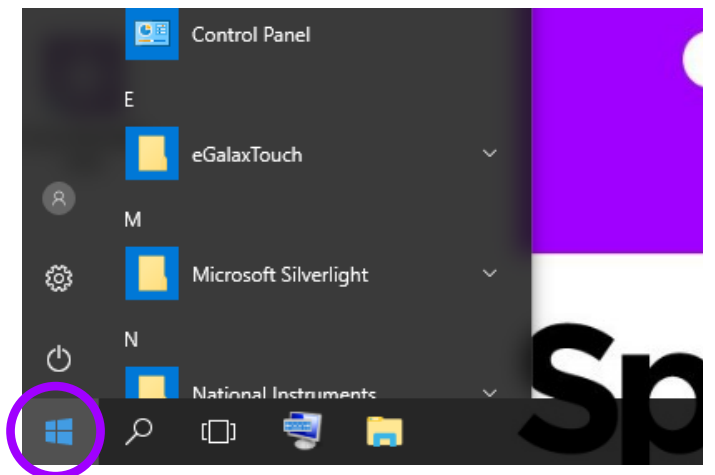 Control Panel
E
eGalaxTouch
M
Microsoft Silverlight
N
National Instruments
Sp